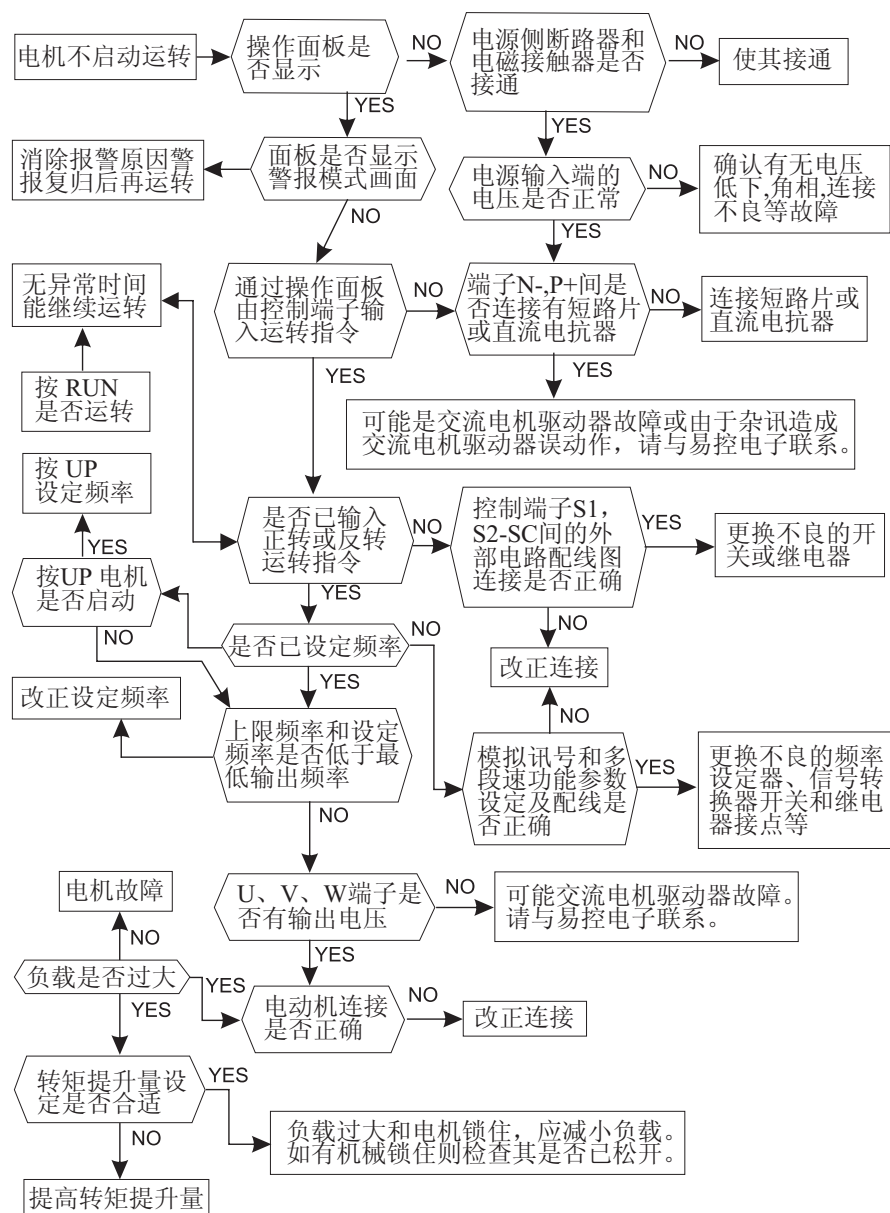 电机不启动运转
操作面板是
否显示
NO
电源侧断路器和
电磁接触器是否
接通
NO
使其接通
YES
YES
消除报警原因警
报复归后再运转
面板是否显示
警报模式画面
电源输入端的
电压是否正常
NO
确认有无电压
低下,角相,连接
不良等故障
NO
YES
无异常时间
能继续运转
通过操作面板
由控制端子输
入运转指令
NO
端子N-,P+间是
否连接有短路片
或直流电抗器
NO
连接短路片或
直流电抗器
YES
YES
按 RUN
是否运转
可能是交流电机驱动器故障或由于杂讯造成
交流电机驱动器误动作，请与易控电子联系。
按 UP
设定频率
YES
是否已输入
正转或反转
运转指令
NO
控制端子S1，
S2-SC间的外
部电路配线图
连接是否正确
YES
更换不良的开
关或继电器
按UP 电机
是否启动
YES
NO
是否已设定频率
NO
NO
改正连接
YES
改正设定频率
上限频率和设定
频率是否低于最
低输出频率
NO
模拟讯号和多
段速功能参数
设定及配线是
否正确
YES
更换不良的频率
设定器、信号转
换器开关和继电
器接点等
NO
电机故障
U、V、W端子是
否有输出电压
NO
可能交流电机驱动器故障。
请与易控电子联系。
NO
YES
负载是否过大
YES
YES
电动机连接
是否正确
NO
改正连接
转矩提升量设
定是否合适
YES
NO
负载过大和电机锁住，应减小负载。
如有机械锁住则检查其是否已松开。
提高转矩提升量